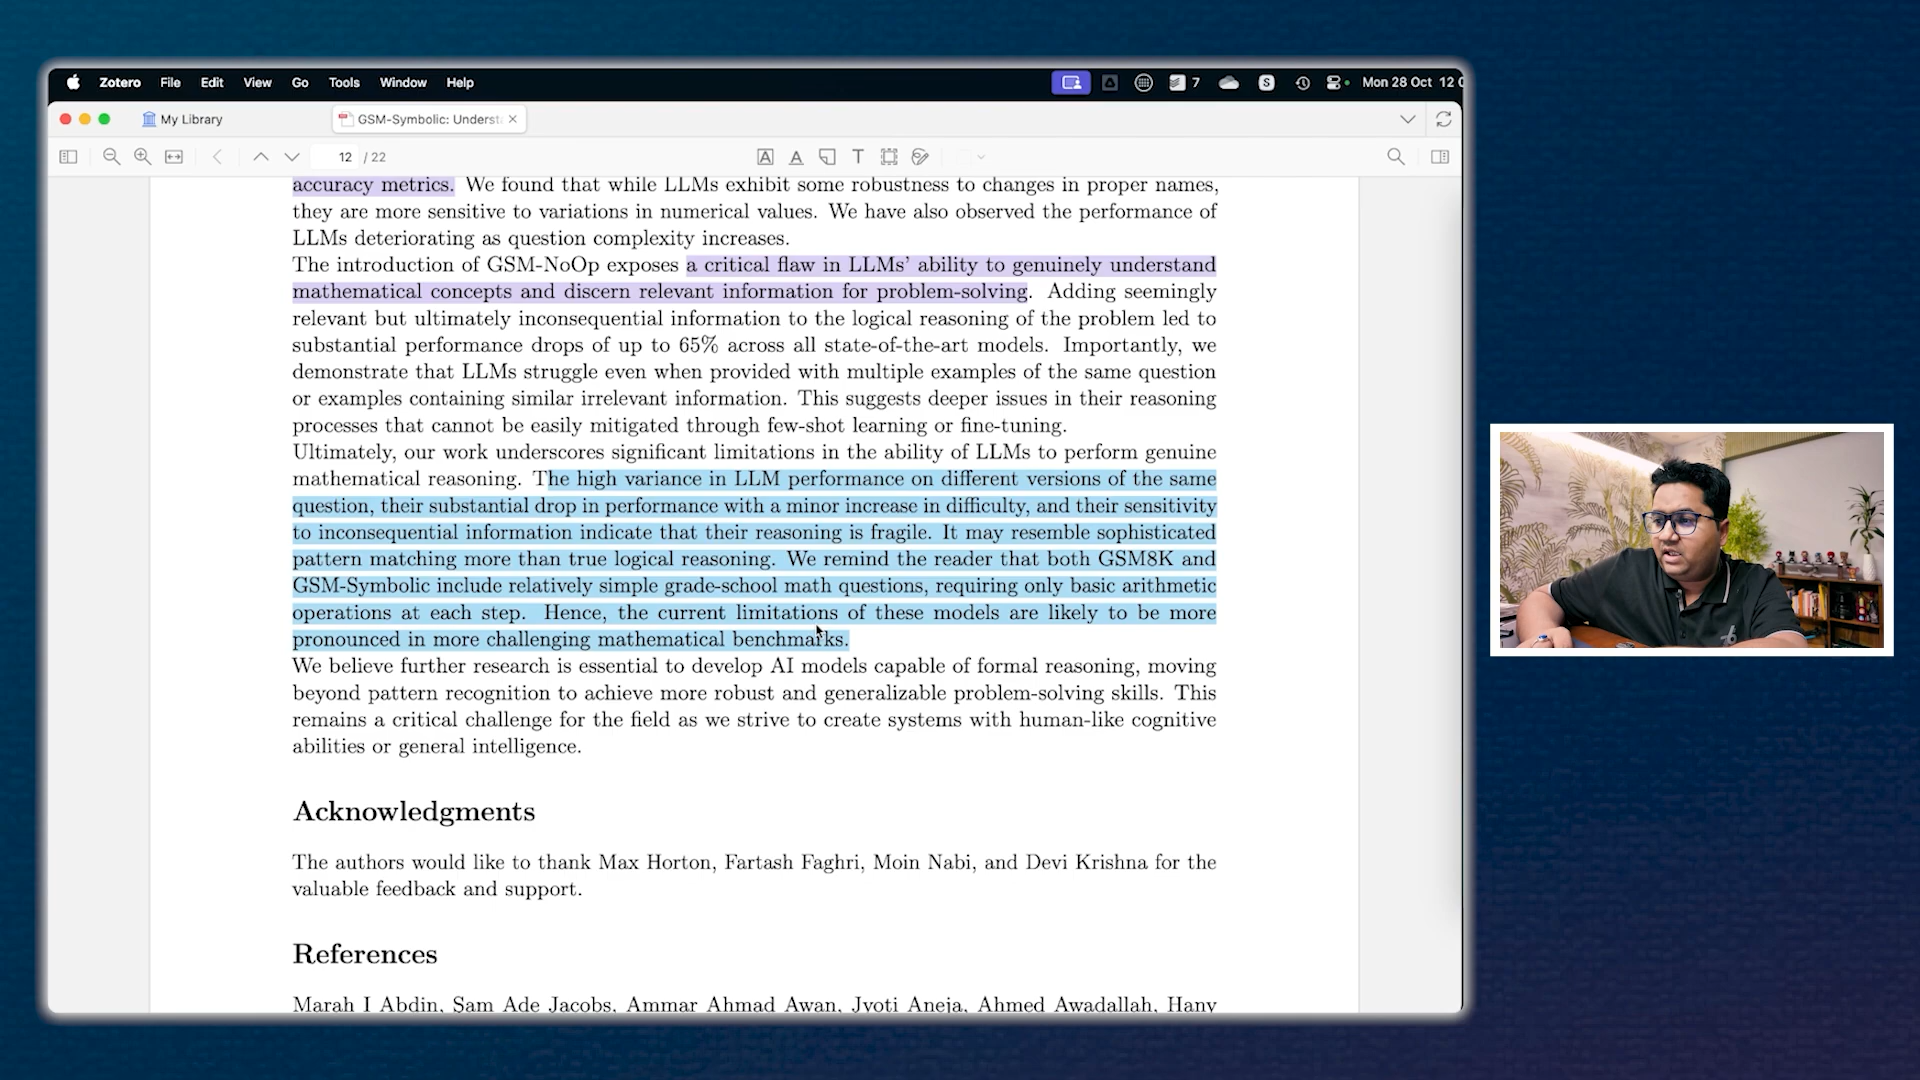 Zotero File Edit View Go Tools Window Help 7 S Mon 28 Oct 12
My Library GSM-Symbolic: Underst
12 / 22
accuracy metrics. We found that while LLMs exhibit some robustness to changes in proper names,
they are more sensitive to variations in numerical values. We have also observed the performance of
LLMs deteriorating as question complexity increases.
The introduction of GSM-NoOp exposes a critical flaw in LLMs' ability to genuinely understand
mathematical concepts and discern relevant information for problem-solving. Adding seemingly
relevant but ultimately inconsequential information to the logical reasoning of the problem led to
substantial performance drops of up to 65% across all state-of-the-art models. Importantly, we
demonstrate that LLMs struggle even when provided with multiple examples of the same question
or examples containing similar irrelevant information. This suggests deeper issues in their reasoning
processes that cannot be easily mitigated through few-shot learning or fine-tuning.
Ultimately, our work underscores significant limitations in the ability of LLMs to perform genuine
mathematical reasoning. The high variance in LLM performance on different versions of the same
question, their substantial drop in performance with a minor increase in difficulty, and their sensitivity
to inconsequential information indicate that their reasoning is fragile. It may resemble sophisticated
pattern matching more than true logical reasoning. We remind the reader that both GSM8K and
GSM-Symbolic include relatively simple grade-school math questions, requiring only basic arithmetic
operations at each step. Hence, the current limitations of these models are likely to be more
pronounced in more challenging mathematical benchmarks.
We believe further research is essential to develop AI models capable of formal reasoning, moving
beyond pattern recognition to achieve more robust and generalizable problem-solving skills. This
remains a critical challenge for the field as we strive to create systems with human-like cognitive
abilities or general intelligence.
Acknowledgments
The authors would like to thank Max Horton, Fartash Faghri, Moin Nabi, and Devi Krishna for the
valuable feedback and support.
References
Marah I Abdin, Sam Ade Jacobs, Ammar Ahmad Awan, Jyoti Aneja, Ahmed Awadallah, Hany